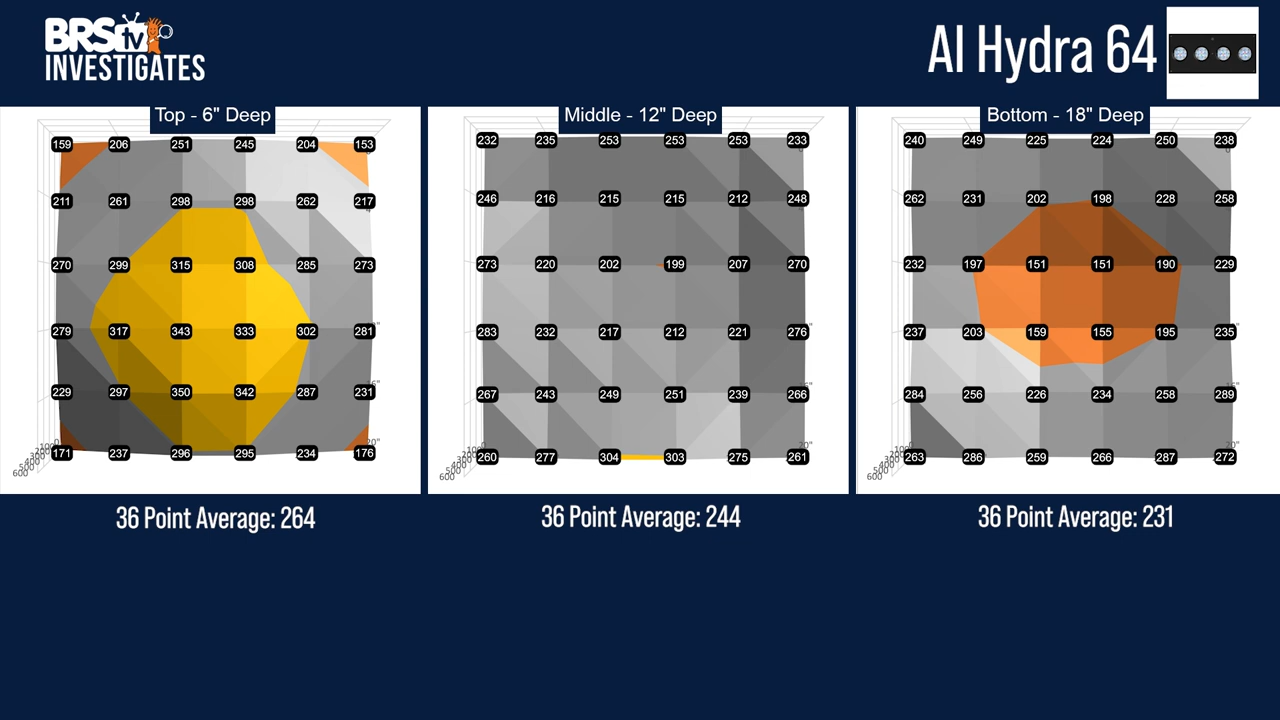 BRStv
INVESTIGATES
AI Hydra 64
Top - 6" Deep
159 206 251 245 204 153
211 261 298 298 262 217
270 299 315 308 285 273
279 317 343 333 302 281
229 297 350 342 287 231
171 237 296 295 234 176
20"
600
36 Point Average: 264
Middle - 12" Deep
232 235 253 253 253 233
246 216 215 215 212 248
273 220 202 199 207 270
283 232 217 212 221 276
267 243 249 251 239 266
260 277 304 303 275 261
20"
600
36 Point Average: 244
Bottom - 18" Deep
240 249 225 224 250 238
262 231 202 198 228 258
232 197 151 151 190 229
237 203 159 155 195 235
284 256 226 234 258 289
263 286 259 266 287 272
20"
600
36 Point Average: 231